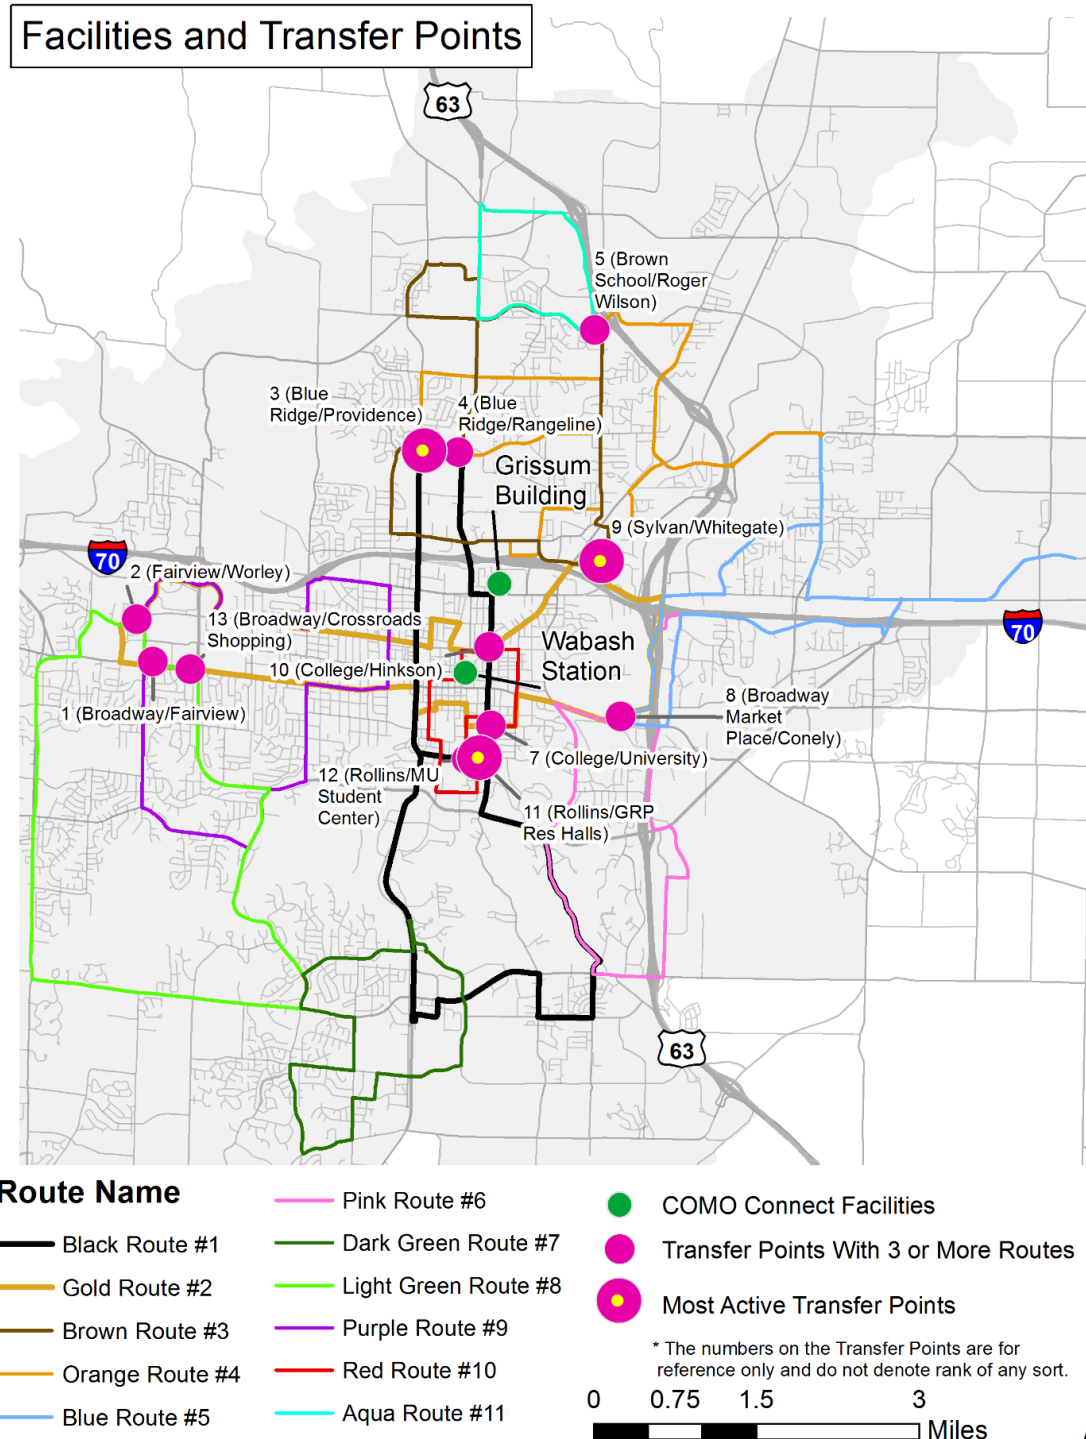 Facilities and Transfer Points
63
5 (Brown
School/Roger
Wilson)
3 (Blue
Ridge/Providence)
4 (Blue
Ridge/Rangeline)
Grissum
Building
9 (Sylvan/Whitegate)
70
2 (Fairview/Worley)
13 (Broadway/Crossroads
Shopping)
70
Wabash
Station
10 (College/Hinkson)
8 (Broadway
Market
Place/Conely)
1 (Broadway/Fairview)
7 (College/University)
12 (Rollins/MU
Student
Center)
11 (Rollins/GRP
Res Halls)
63
Route Name
Black Route #1
Gold Route #2
Brown Route #3
Orange Route #4
Blue Route #5
Pink Route #6
Dark Green Route #7
Light Green Route #8
Purple Route #9
Red Route #10
Aqua Route #11
COMO Connect Facilities
Transfer Points With 3 or More Routes
Most Active Transfer Points
* The numbers on the Transfer Points are for
reference only and do not denote rank of any sort.
0 0.75 1.5 3
Miles